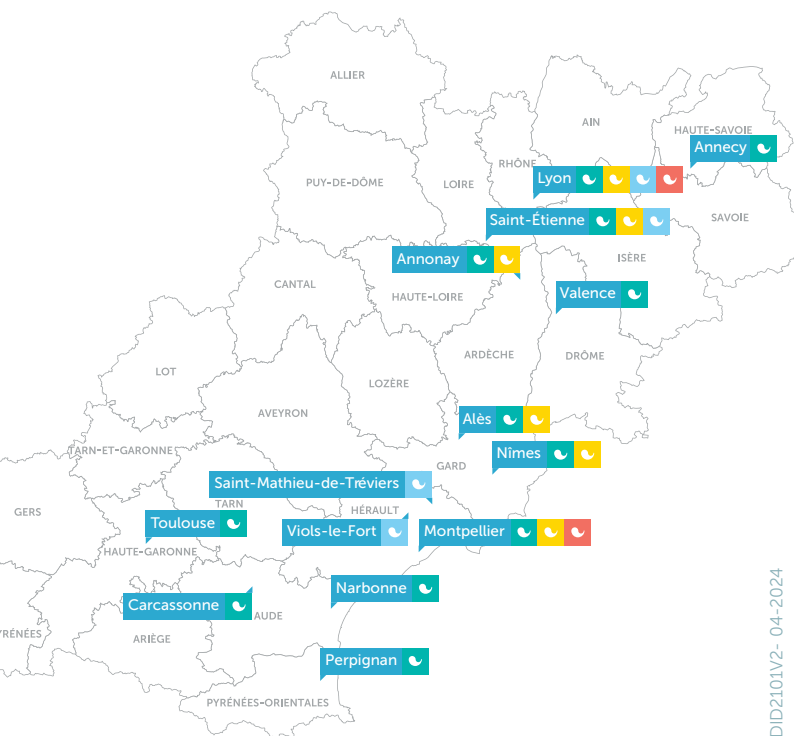 ALLIER
AIN
HAUTE-SAVOIE
Annecy
RHÔNE
PUY-DE-DÔME
LOIRE
Lyon
SAVOIE
Saint-Étienne
ISÈRE
Annonay
CANTAL
HAUTE-LOIRE
Valence
ARDÈCHE
DRÔME
LOT
LOZÈRE
AVEYRON
Alès
TARN-ET-GARONNE
Nîmes
GARD
Saint-Mathieu-de-Tréviers
TARN
HÉRAULT
GERS
Toulouse
Viols-le-Fort
Montpellier
HAUTE-GARONNE
Narbonne
Carcassonne
AUDE
YRÉNÉES
ARIÈGE
Perpignan
PYRÉNÉES-ORIENTALES
DID2101V2- 04-2024